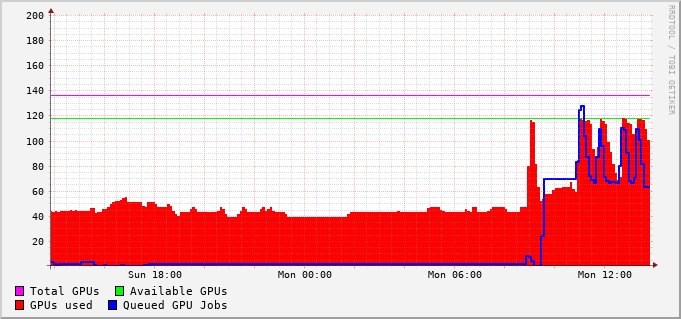 200
180
160
140
120
100
80
60
40
20
Sun 18:00 Mon 00:00 Mon 06:00 Mon 12:00
Total GPUs Available GPUs
GPUs used Queued GPU Jobs
RRDTOOL / TOBI OETIKER